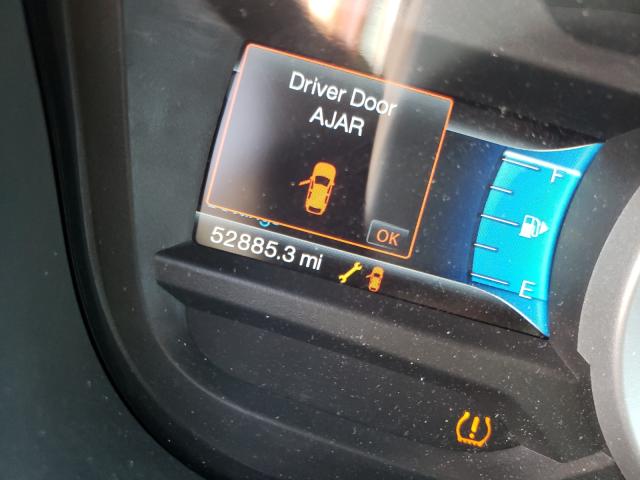 Driver Door
AJAR
OK
52885.3 mi
F
E